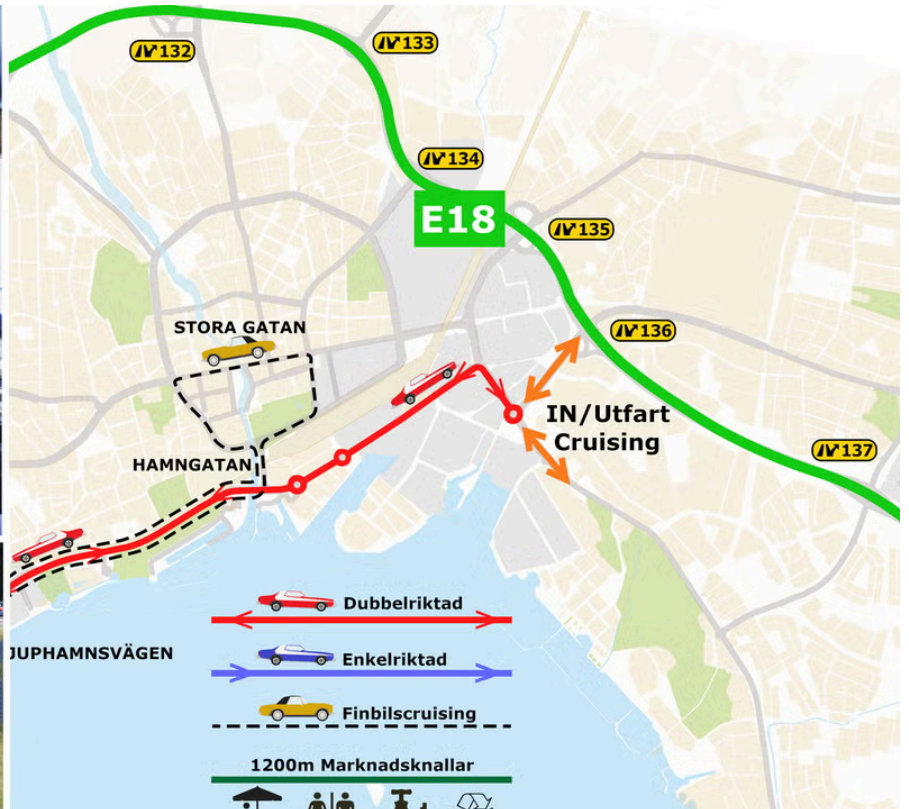 132
133
134
E18
135
136
STORA GATAN
IN/Utfart
Cruising
137
HAMNGATAN
Dubbelriktad
JUPHAMNSVÄGEN
Enkelriktad
Finbilscruising
1200m Marknadsknallar